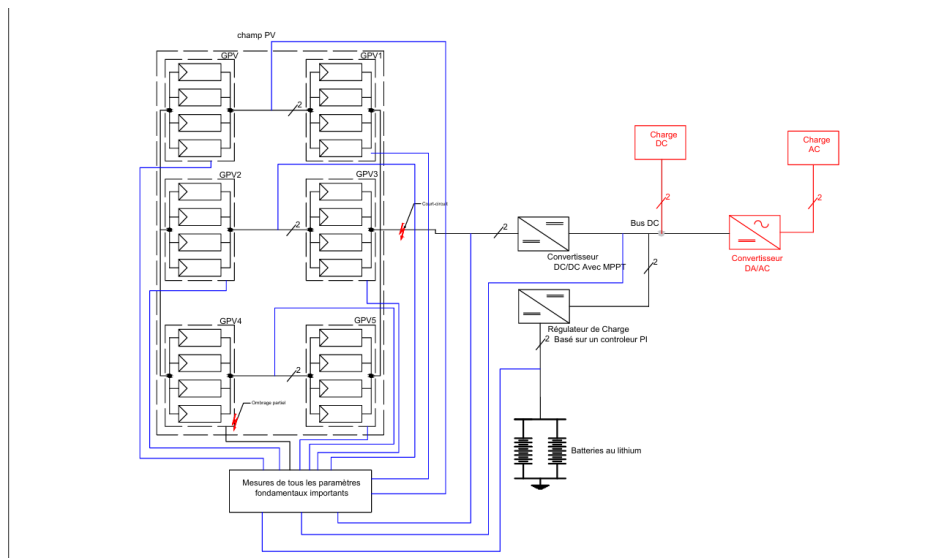 champ PV
GPV
GPV1
2
Charge
DC
Charge
AC
GPV2
GPV3
Court-circuit
2
2
2
2
Bus DC
2
Convertisseur
DC/DC Avec MPPT
Convertisseur
DA/AC
GPV4
GPV5
Régulateur de Charge
2
Basé sur un controleur PI
2
Ombrage partiel
Batteries au lithium
Mesures de tous les paramètres
fondamentaux importants